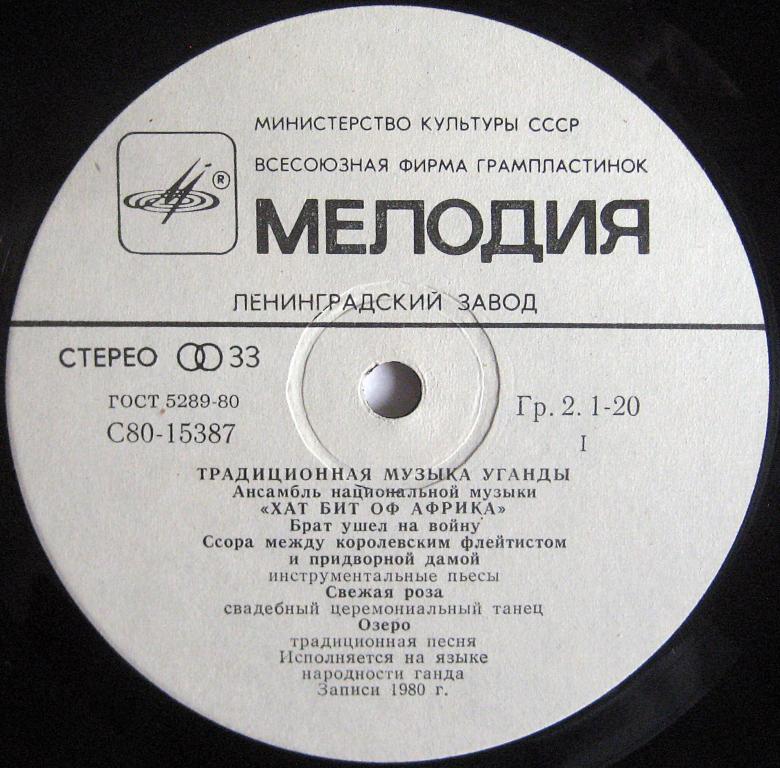 МИНИСТЕРСТВО КУЛЬТУРЫ СССР
ВСЕСОЮЗНАЯ ФИРМА ГРАМПЛАСТИНОК
®
МЕЛОДИЯ
ЛЕНИНГРАДСКИЙ ЗАВОД
СТЕРЕО 33
ГОСТ 5289-80
С80-15387
Гр. 2. 1-20
I
ТРАДИЦИОННАЯ МУЗЫКА УГАНДЫ
Ансамбль национальной музыки
«ХАТ БИТ ОФ АФРИКА»
Брат ушел на войну
Ссора между королевским флейтистом
и придворной дамой
инструментальные пьесы
Свежая роза
свадебный церемониальный танец
Озеро
традиционная песня
Исполняется на языке
народности ганда
Записи 1980 г.